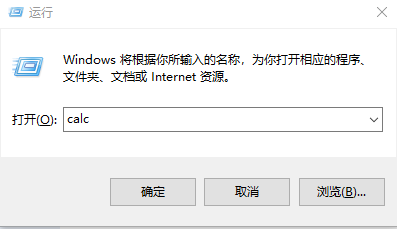 运行
Windows 将根据你所输入的名称，为你打开相应的程序、
文件夹、文档或 Internet 资源。
打开(O): calc
确定 取消 浏览(B)...